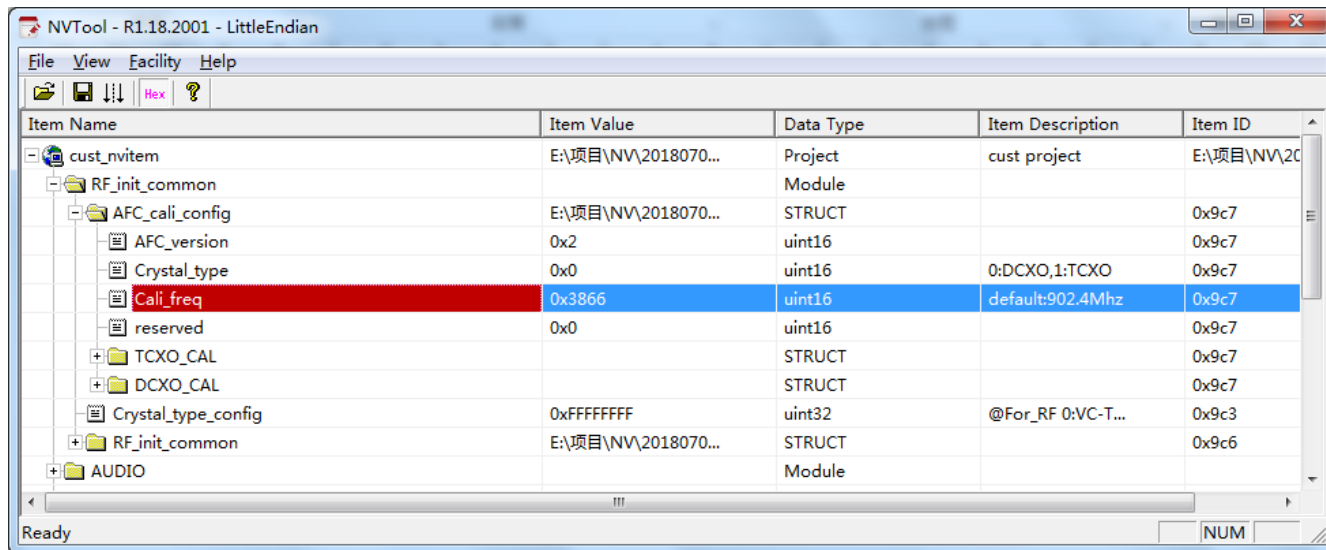 NVTool - R1.18.2001 - LittleEndian
File View Facility Help
Hex
Item Name Item Value Data Type Item Description Item ID
cust_nvitem E:\项目\NV\2018070... Project cust project E:\项目\NV\20
RF_init_common Module
AFC_cali_config E:\项目\NV\2018070... STRUCT 0x9c7
AFC_version 0x2 uint16 0x9c7
Crystal_type 0x0 uint16 0:DCXO,1:TCXO 0x9c7
Cali_freq 0x3866 uint16 default:902.4Mhz 0x9c7
reserved 0x0 uint16 0x9c7
TCXO_CAL STRUCT 0x9c7
DCXO_CAL STRUCT 0x9c7
Crystal_type_config 0xFFFFFFFF uint32 @For_RF 0:VC-T... 0x9c3
RF_init_common E:\项目\NV\2018070... STRUCT 0x9c6
AUDIO Module
Ready NUM